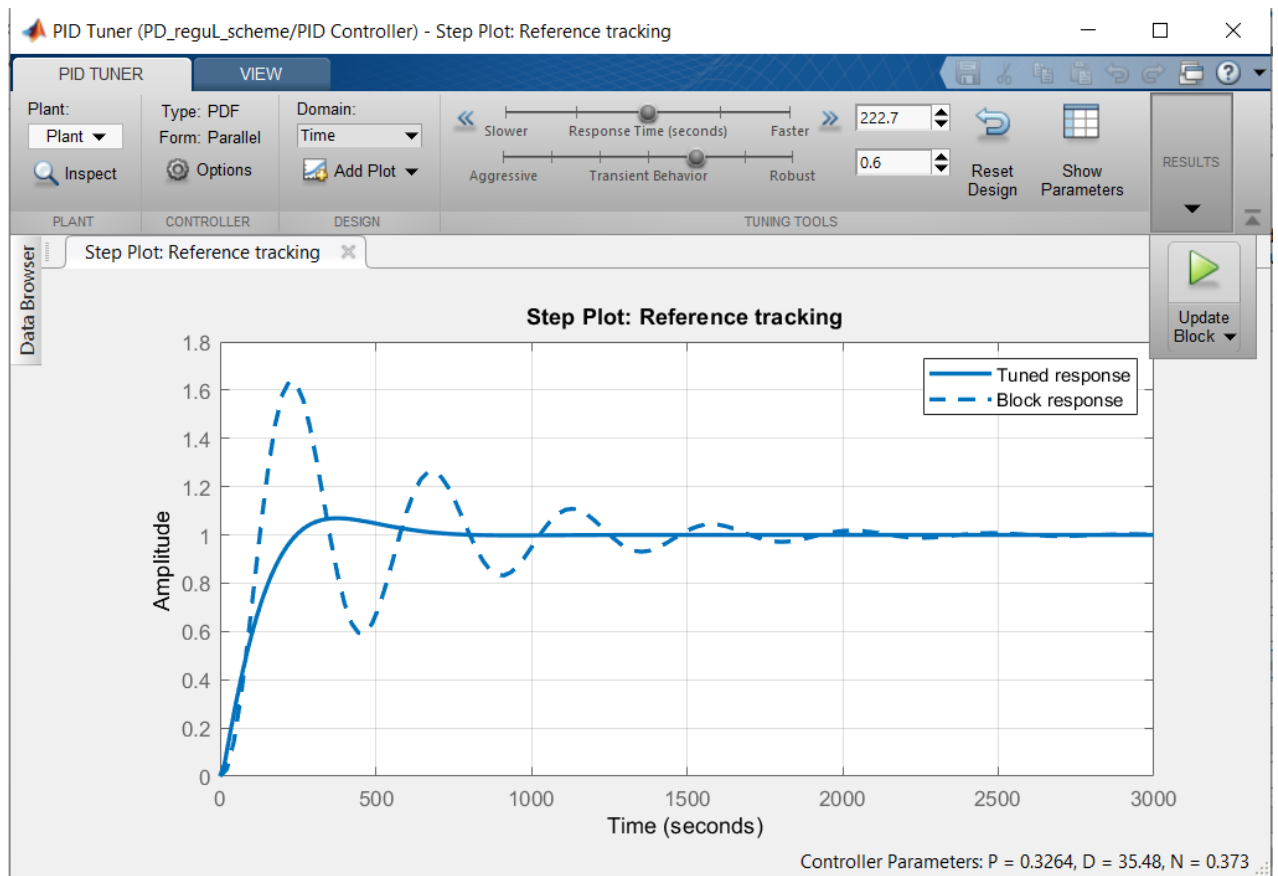 PID Tuner (PD_reguL_scheme/PID Controller) - Step Plot: Reference tracking
PID TUNER
VIEW
Plant:
Plant
Inspect
PLANT
Type: PDF
Form: Parallel
Options
CONTROLLER
Domain:
Time
Add Plot
DESIGN
Slower Response Time (seconds) Faster
222.7
Aggressive Transient Behavior Robust
0.6
Reset
Design
Show
Parameters
TUNING TOOLS
RESULTS
Update
Block
Data Browser
Step Plot: Reference tracking
Step Plot: Reference tracking
Tuned response
Block response
Amplitude
1.8
1.6
1.4
1.2
1
0.8
0.6
0.4
0.2
0
0 500 1000 1500 2000 2500 3000
Time (seconds)
Controller Parameters: P = 0.3264, D = 35.48, N = 0.373